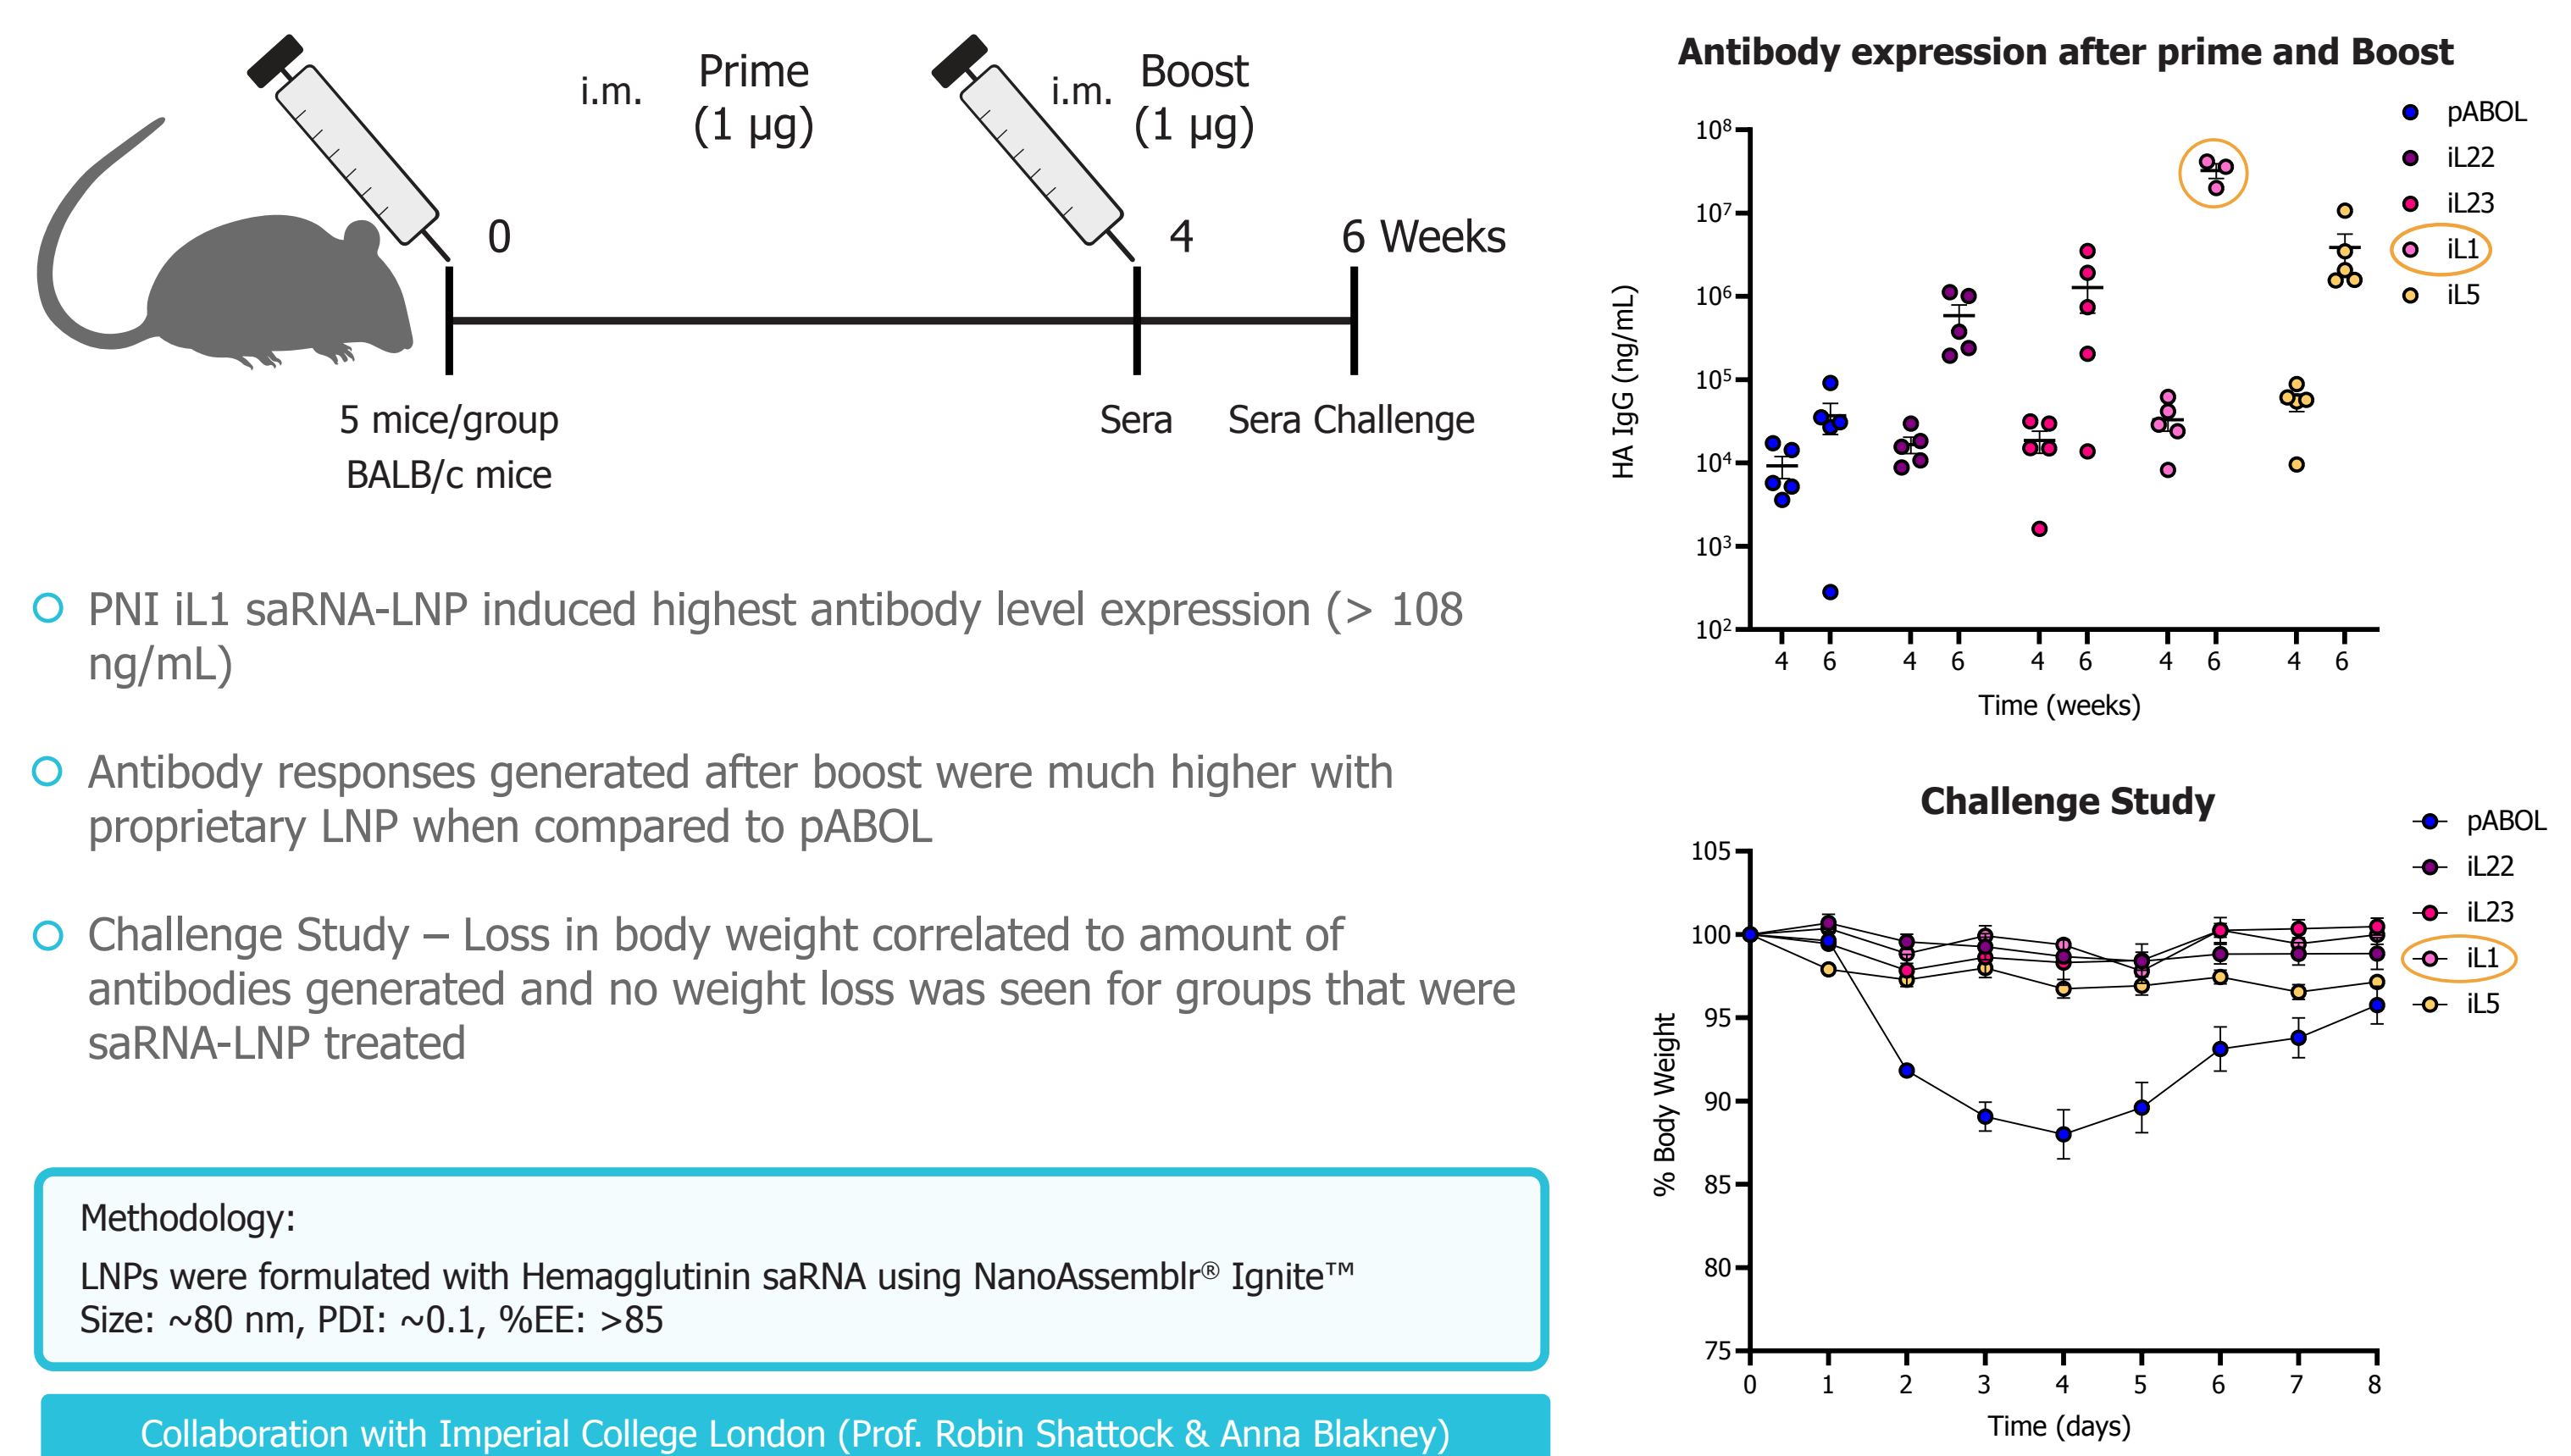 i.m.
Prime
(1 µg)
i.m.
Boost
(1 µg)
0
4
6 Weeks
5 mice/group
BALB/c mice
Sera
Sera Challenge
PNI iL1 saRNA-LNP induced highest antibody level expression (> 108
ng/mL)
Antibody responses generated after boost were much higher with
proprietary LNP when compared to pABOL
Challenge Study – Loss in body weight correlated to amount of
antibodies generated and no weight loss was seen for groups that were
saRNA-LNP treated
Methodology:
LNPs were formulated with Hemagglutinin saRNA using NanoAssemblr® Ignite™
Size: ~80 nm, PDI: ~0.1, %EE: >85
Collaboration with Imperial College London (Prof. Robin Shattock & Anna Blakney)
Antibody expression after prime and Boost
HA IgG (ng/mL)
10⁸
10⁷
10⁶
10⁵
10⁴
10³
10²
4 6 4 6 4 6 4 6 4 6
Time (weeks)
pABOL
iL22
iL23
iL1
iL5
Challenge Study
% Body Weight
105
100
95
90
85
80
75
0 1 2 3 4 5 6 7 8
Time (days)
pABOL
iL22
iL23
iL1
iL5